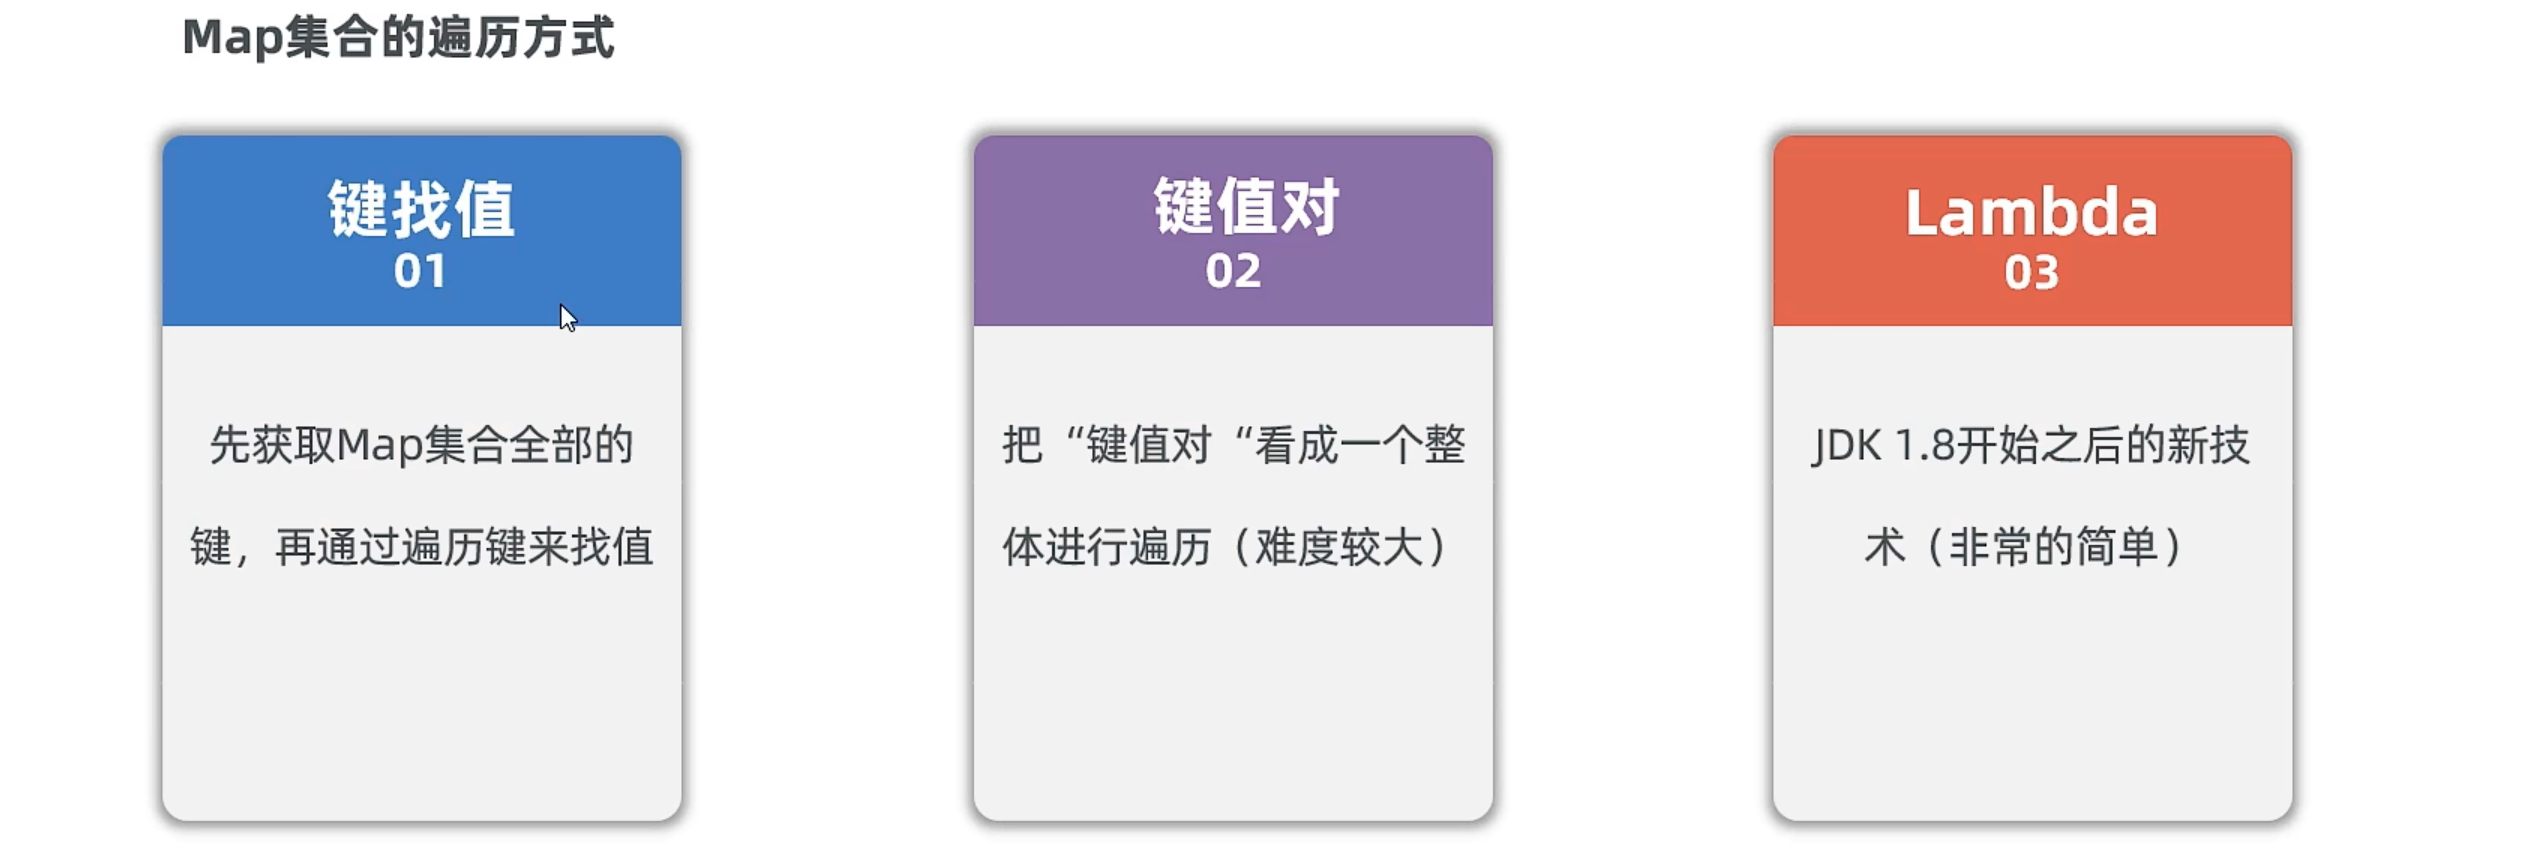 Map集合的遍历方式
键找值
01
先获取Map集合全部的
键，再通过遍历键来找值
键值对
02
把“键值对“看成一个整
体进行遍历（难度较大）
Lambda
03
JDK 1.8开始之后的新技
术（非常的简单）